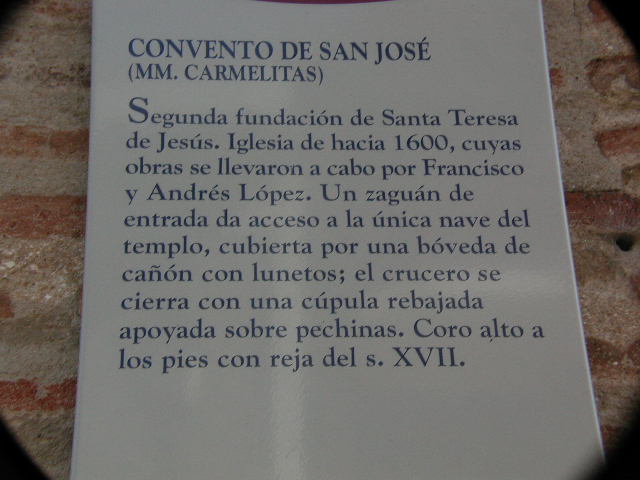 CONVENTO DE SAN JOSÉ
(MM. CARMELITAS)
Segunda fundación de Santa Teresa
de Jesús. Iglesia de hacia 1600, cuyas
obras se llevaron a cabo por Francisco
y Andrés López. Un zaguán de
entrada da acceso a la única nave del
templo, cubierta por una bóveda de
cañón con lunetos; el crucero se
cierra con una cúpula rebajada
apoyada sobre pechinas. Coro alto a
los pies con reja del s. XVII.